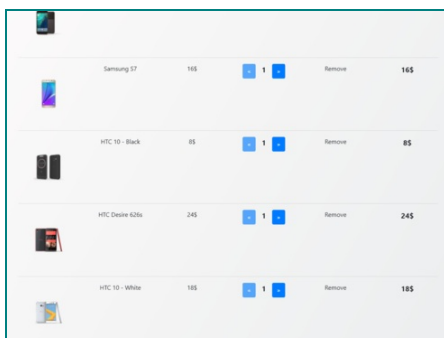 Samsung S7 16$ 1 Remove 16$
HTC 10 - Black 8$ 1 Remove 8$
HTC Desire 626s 24$ 1 Remove 24$
HTC 10 - White 18$ 1 Remove 18$